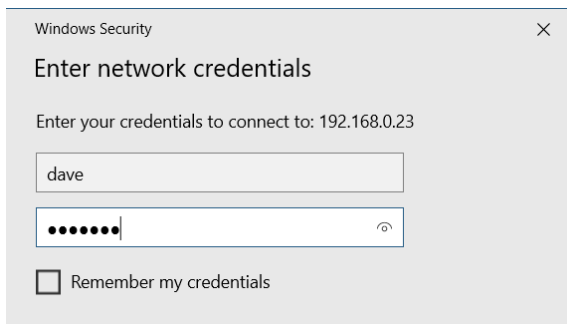 Windows Security
Enter network credentials
Enter your credentials to connect to: 192.168.0.23
dave
●●●●●●●
Remember my credentials